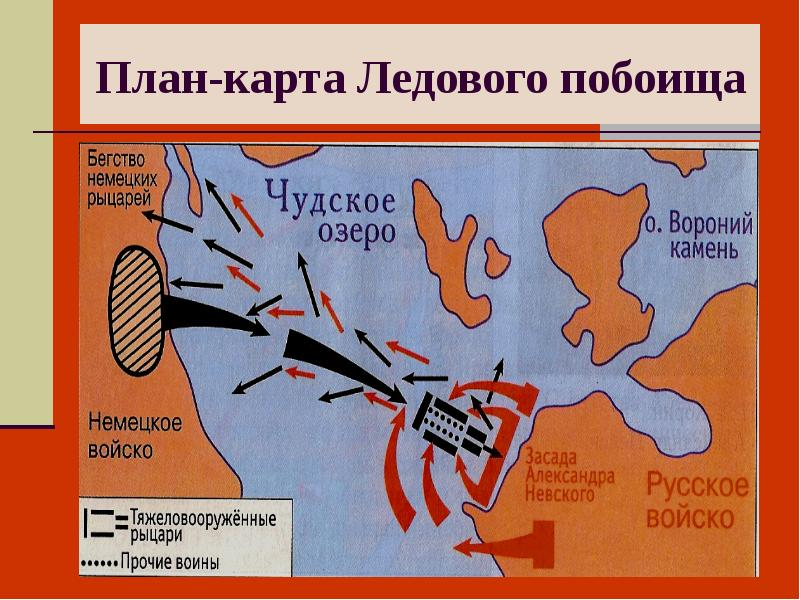 План-карта Ледового побоища
Бегство
немецких
рыцарей
Чудское
озеро
о. Вороний
камень
Немецкое
войско
Засада
Александра
Невского
Русское
войско
Тяжеловооружённые
рыцари
Прочие воины